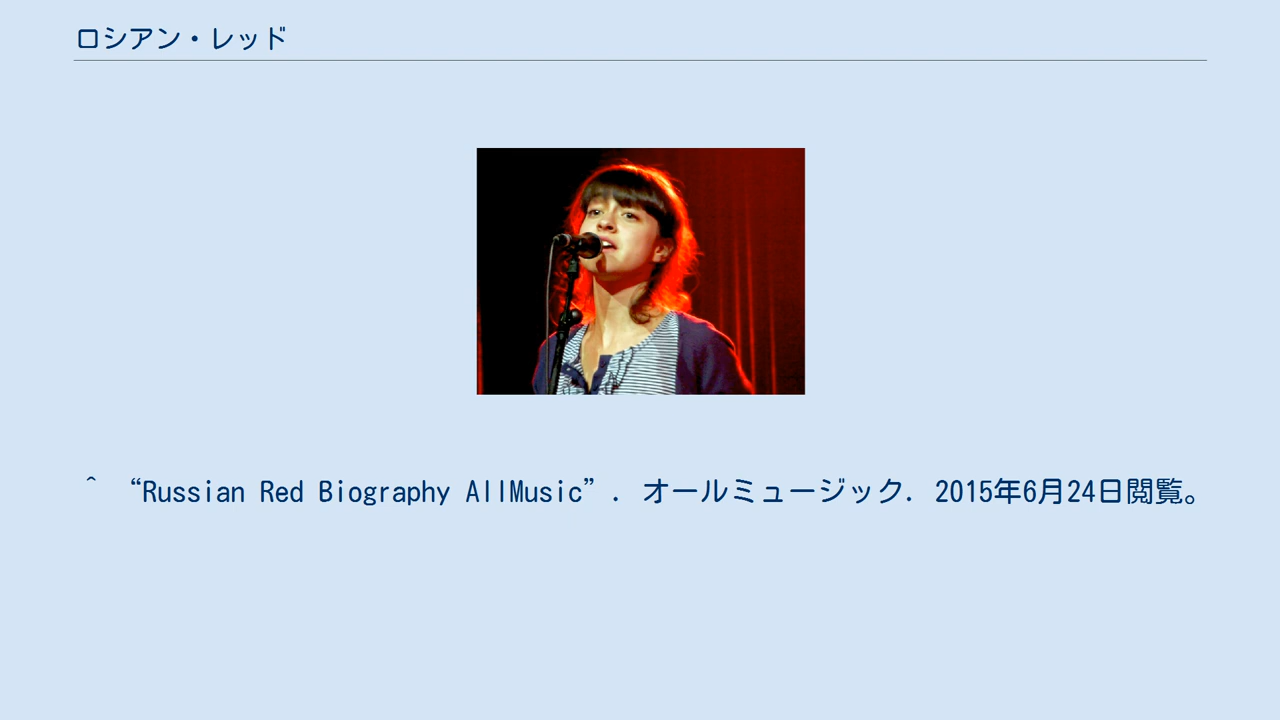 ロシアン・レッド
^ “Russian Red Biography AllMusic”. オールミュージック. 2015年6月24日閲覧。